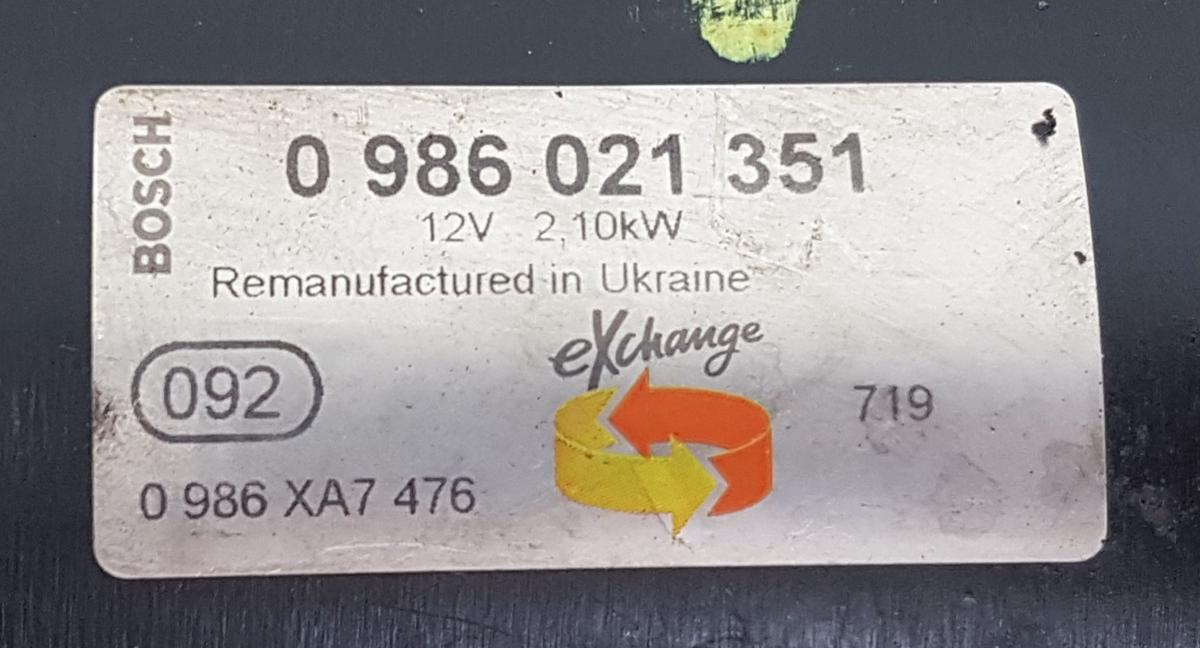 BOSCH
0 986 021 351
12V 2,10kW
Remanufactured in Ukraine
eXchange
092
719
0 986 XA7 476